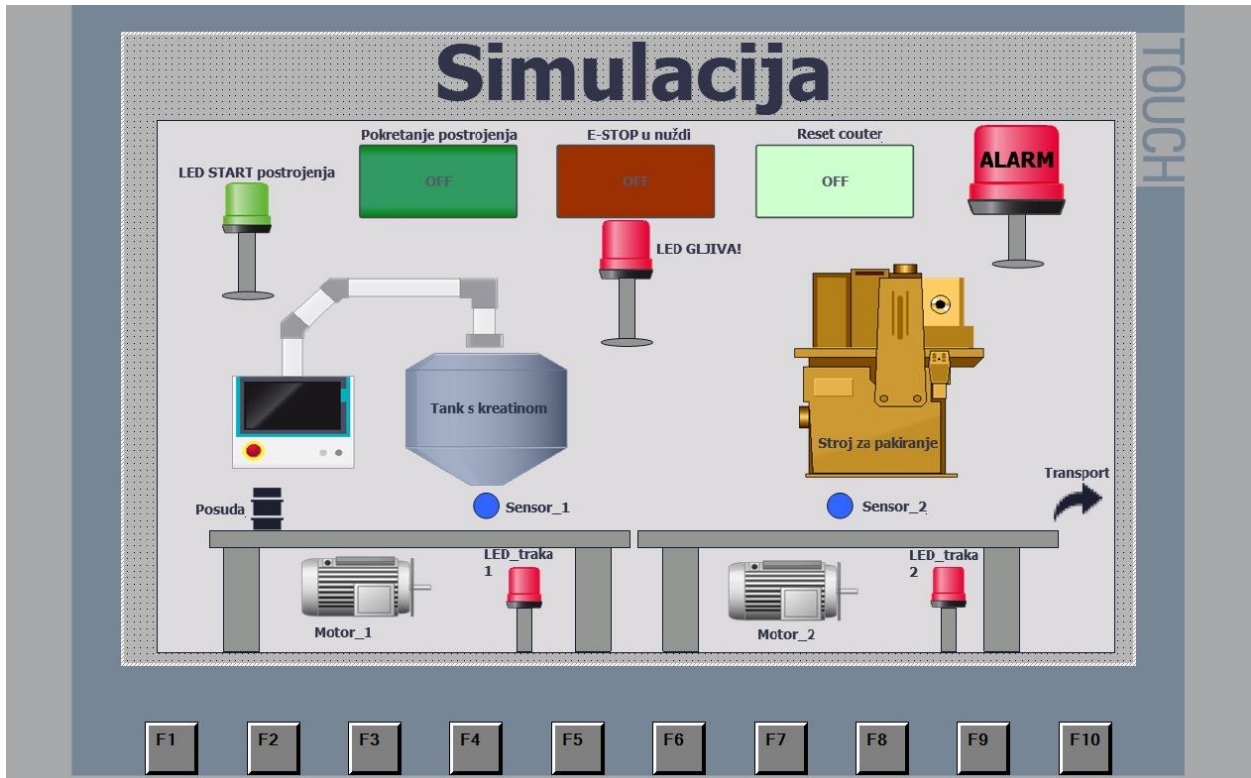 Simulacija
TOUCH
Pokretanje postrojenja
E-STOP u nuždi
Reset couter
ALARM
LED START postrojenja
OFF
OFF
OFF
LED GLJIVA!
Tank s kreatinom
Stroj za pakiranje
Transport
Posuda
Sensor_1
Sensor_2
LED_traka
1
LED_traka
2
Motor_1
Motor_2
F1
F2
F3
F4
F5
F6
F7
F8
F9
F10